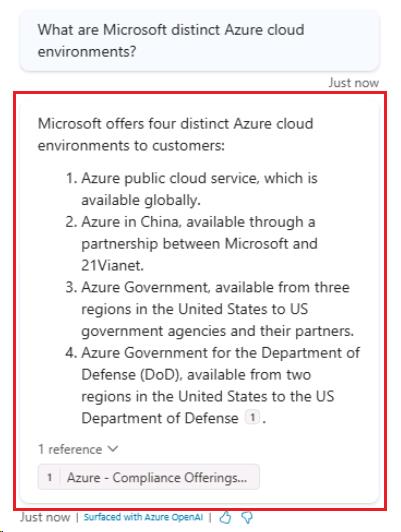 What are Microsoft distinct Azure cloud
environments?
Just now
Microsoft offers four distinct Azure cloud
environments to customers:
1. Azure public cloud service, which is
available globally.
2. Azure in China, available through a
partnership between Microsoft and
21Vianet.
3. Azure Government, available from three
regions in the United States to US
government agencies and their partners.
4. Azure Government for the Department of
Defense (DoD), available from two
regions in the United States to the US
Department of Defense 1 .
1 reference
1 Azure - Compliance Offerings...
Just now | Surfaced with Azure OpenAI |